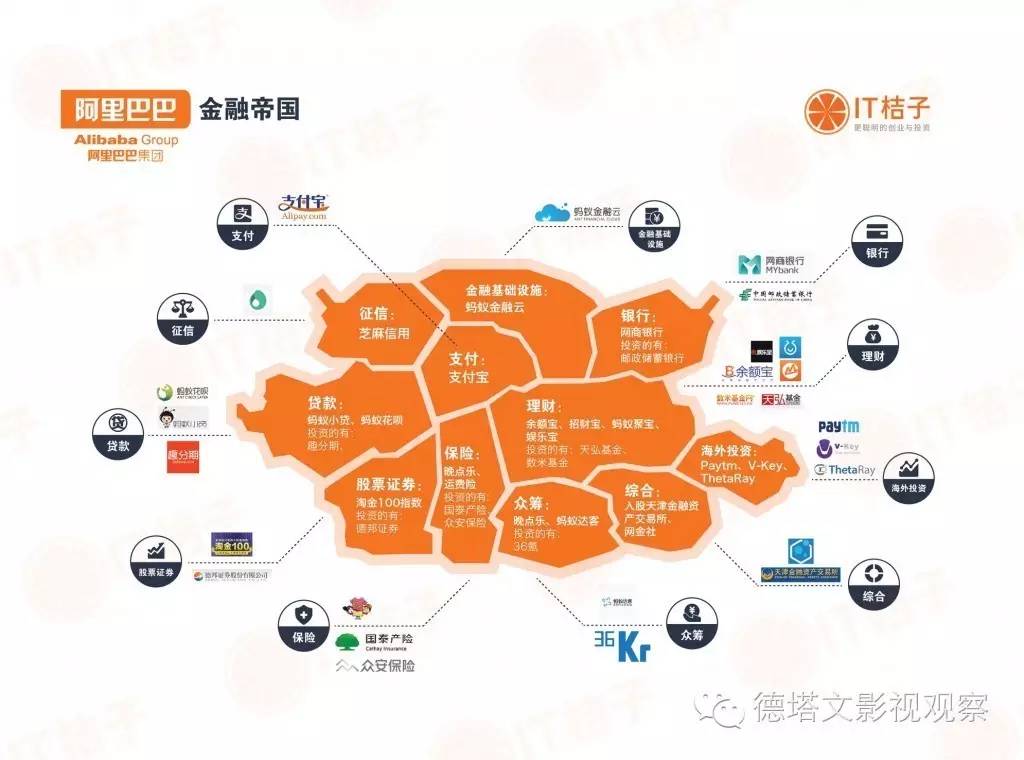 阿里巴巴
Alibaba Group
阿里巴巴集团
金融帝国
IT桔子
更聪明的创业与投资
支付
支付宝
Alipay.com
蚂蚁金融云
ANT FINANCIAL CLOUD
金融基础
设施
网商银行
MYbank
中国邮政储蓄银行
银行
征信
征信:
芝麻信用
金融基础设施:
蚂蚁金融云
银行:
网商银行
投资的有:
邮政储蓄银行
支付:
支付宝
娱乐宝
余额宝
数米基金网
天弘基金
理财
蚂蚁花呗
蚂蚁小贷
趣分期
贷款
贷款:
蚂蚁小贷、蚂蚁花呗
投资的有:
趣分期、
理财:
余额宝、招财宝、蚂蚁聚宝、
娱乐宝
投资的有: 天弘基金、
数米基金
海外投资:
Paytm、V-Key、
ThetaRay
paytm
V-Key
ThetaRay
海外投资
股票证券:
淘金100指数
投资的有:
德邦证券
保险:
晚点乐、
运费险
投资的有:
国泰产险、
众安保险
众筹:
晚点乐、蚂蚁达客
投资的有:
36氪
综合:
入股天津金融资
产交易所、
网金社
股票证券
淘金100
德邦证券股份有限公司
天津金融资产交易所
综合
保险
国泰产险
Cathay Insurance
众安保险
蚂蚁达客
36Kr
众筹
德塔文影视观察